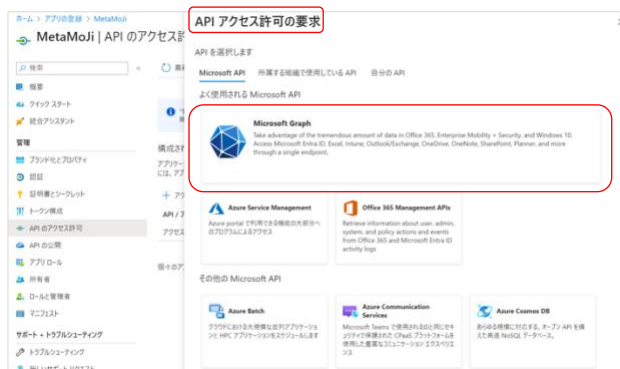 ホーム > アプリの登録 > MetaMoJi
MetaMoJi | API のアクセス許
検索
«
最
概要
クイック スタート
統合アシスタント
管理
ブランド化とプロパティ
認証
証明書とシークレット
トークン構成
API のアクセス許可
API の公開
アプリ ロール
所有者
ロールと管理者
マニフェスト
サポート + トラブルシューティング
トラブルシューティング
新しいサポート リクエスト
構成され
アプリケー
には、アプ
+ アク
API / ア
アクセス
個々のア
API アクセス許可の要求
API を選択します
Microsoft API 所属する組織で使用している API 自分の API
よく使用される Microsoft API
Microsoft Graph
Take advantage of the tremendous amount of data in Office 365, Enterprise Mobility + Security, and Windows 10.
Access Microsoft Entra ID, Excel, Intune, Outlook/Exchange, OneDrive, OneNote, SharePoint, Planner, and more
through a single endpoint.
Azure Service Management
Azure portal で利用できる機能の大部分へ
のプログラムによるアクセス
Office 365 Management APIs
Retrieve information about user, admin,
system, and policy actions and events
from Office 365 and Microsoft Entra ID
activity logs
その他の Microsoft API
Azure Batch
クラウドにおける大規模な並列アプリケーショ
ンと HPC アプリケーションをスケジュールします
Azure Communication
Services
Microsoft Teams で使用されるのと同じセキ
ュリティで保護された CPaaS プラットフォームを
使用した豊富なコミュニケーション エクスペリエ
ンス
Azure Cosmos DB
あらゆる規模に対応する、オープン API を備
えた高速 NoSQL データベース。